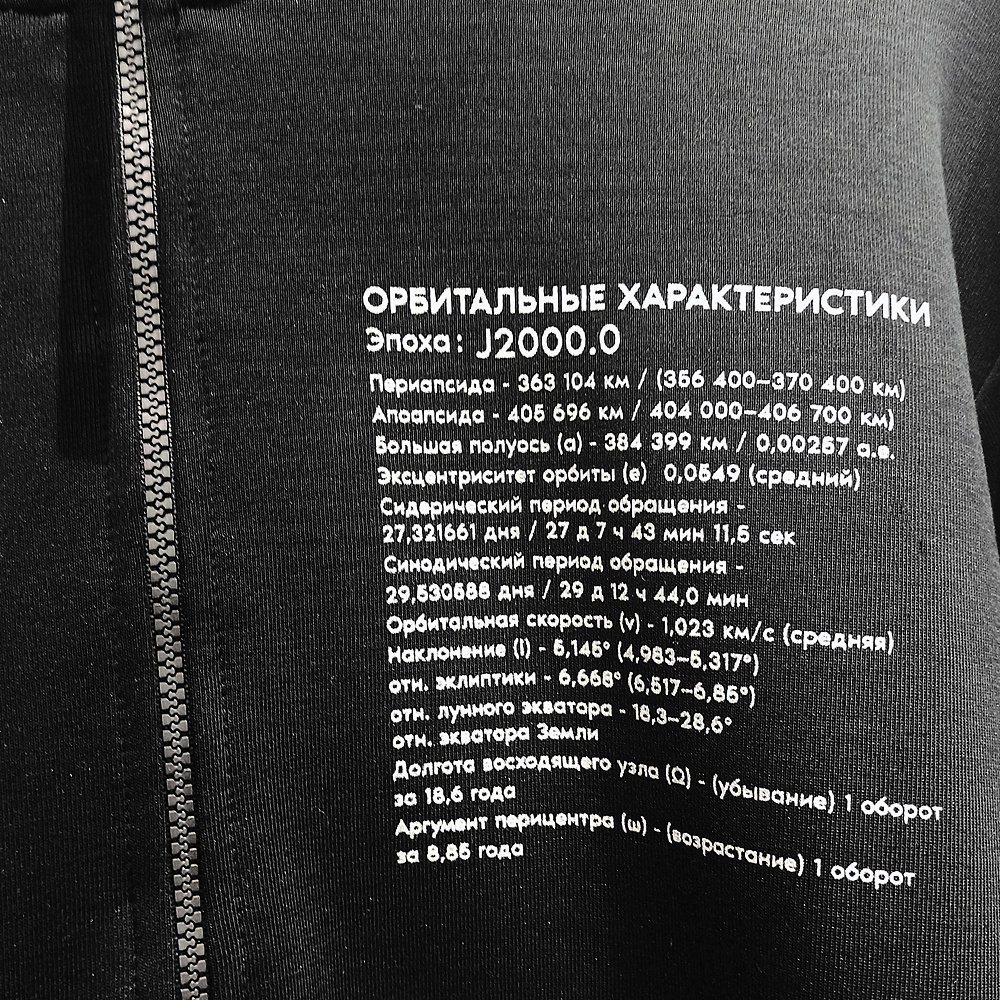 ОРБИТАЛЬНЫЕ ХАРАКТЕРИСТИКИ
Эпоха: J2000.0
Периапсида - 363 104 км / (356 400–370 400 км)
Апоапсида - 405 696 км / 404 000–406 700 км)
Большая полуось (a) - 384 399 км / 0,00257 а.е.
Эксцентриситет орбиты (e) 0,0549 (средний)
Сидерический период обращения -
27,321661 дня / 27 д 7 ч 43 мин 11,5 сек
Синодический период обращения -
29,530588 дня / 29 д 12 ч 44,0 мин
Орбитальная скорость (v) - 1,023 км/с (средняя)
Наклонение (I) - 5,145° (4,983–5,317°)
отн. эклиптики - 6,668° (6,517–6,85°)
отн. лунного экватора - 18,3–28,6°
отн. экватора Земли
Долгота восходящего узла (Ω) - (убывание) 1 оборот
за 18,6 года
Аргумент перицентра (ω) - (возрастание) 1 оборот
за 8,85 года